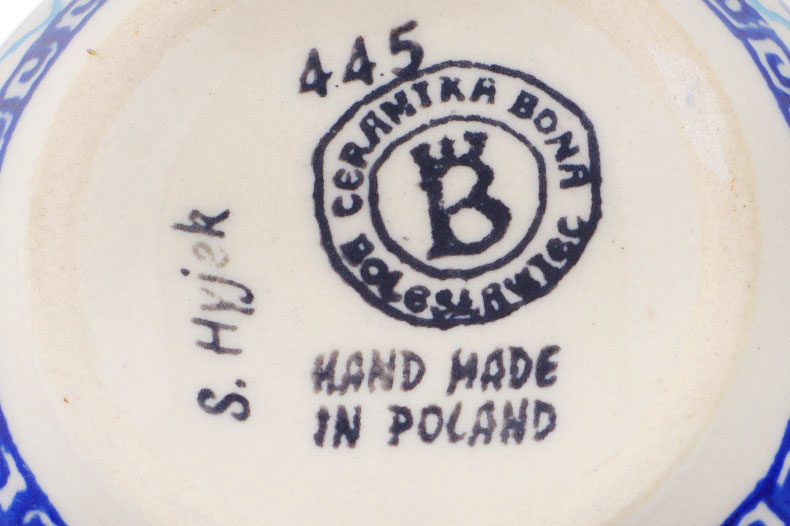 445
CERAMIKA BONA
B
BOLESŁAWIEC
S. Hyjek
HAND MADE
IN POLAND